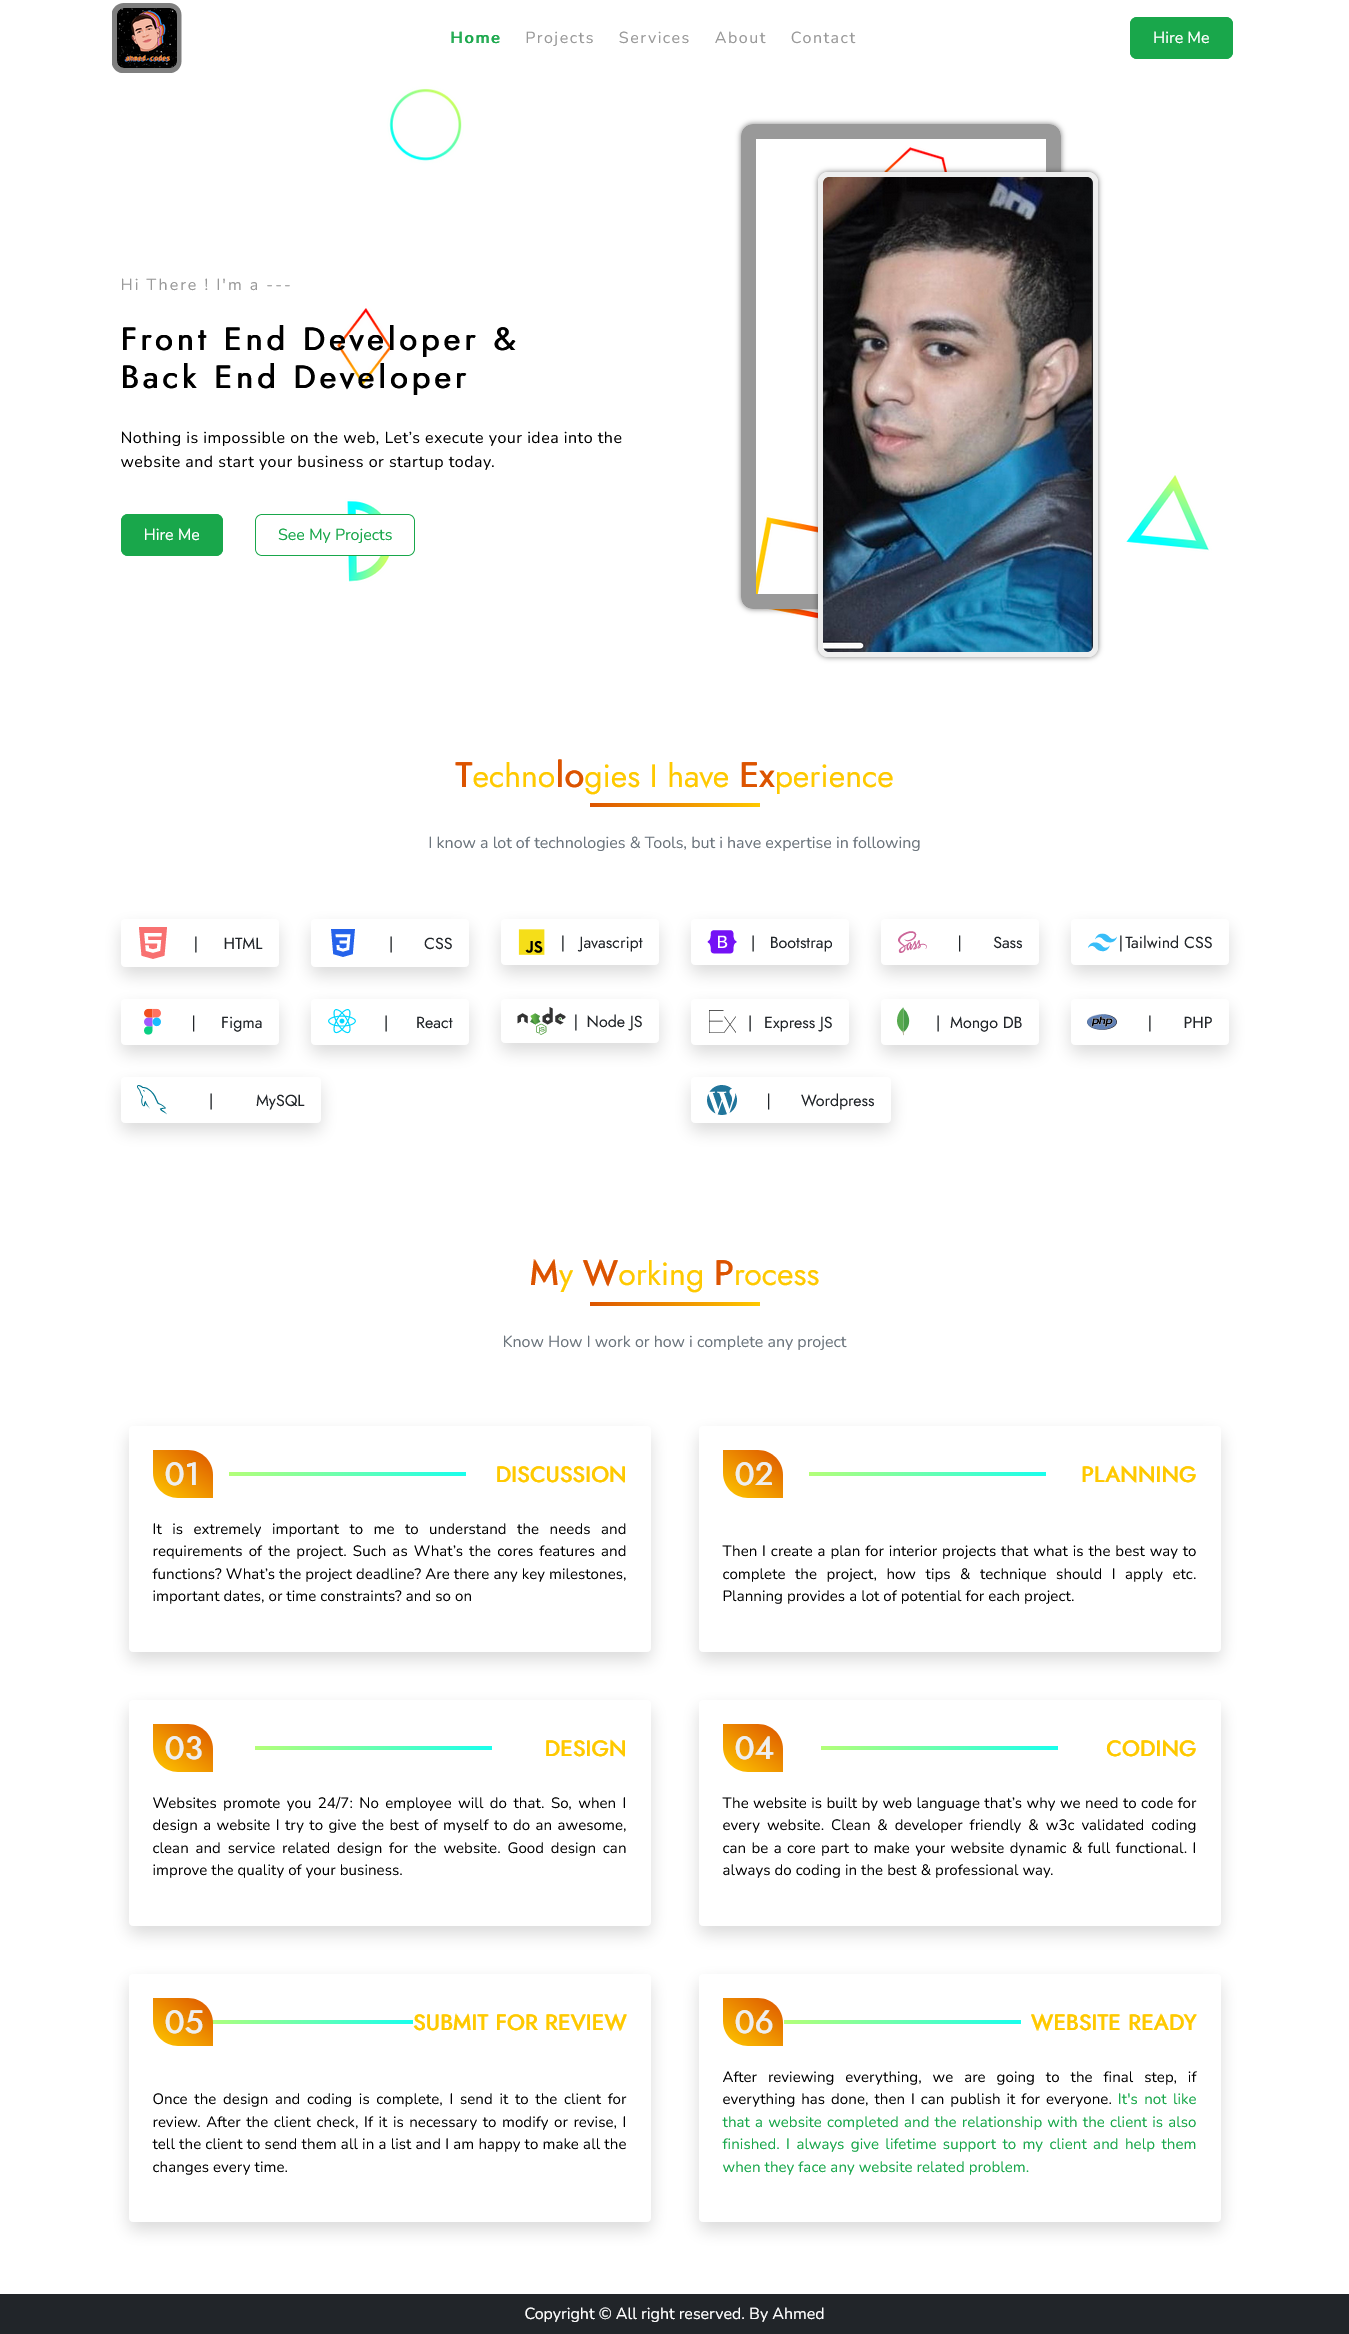 ahmed-codes
Home Projects Services About Contact
Hire Me
Hi There ! I'm a ---
Front End Developer &
Back End Developer
Nothing is impossible on the web, Let's execute your idea into the
website and start your business or startup today.
Hire Me
See My Projects
Technologies I have Experience
I know a lot of technologies & Tools, but i have expertise in following
| HTML
| CSS
JS | Javascript
B | Bootstrap
Sass | Sass
|Tailwind CSS
| Figma
| React
node JS | Node JS
Ex | Express JS
| Mongo DB
php | PHP
| MySQL
| Wordpress
My Working Process
Know How I work or how i complete any project
01 DISCUSSION
It is extremely important to me to understand the needs and
requirements of the project. Such as What's the cores features and
functions? What's the project deadline? Are there any key milestones,
important dates, or time constraints? and so on
02 PLANNING
Then I create a plan for interior projects that what is the best way to
complete the project, how tips & technique should I apply etc.
Planning provides a lot of potential for each project.
03 DESIGN
Websites promote you 24/7: No employee will do that. So, when I
design a website I try to give the best of myself to do an awesome,
clean and service related design for the website. Good design can
improve the quality of your business.
04 CODING
The website is built by web language that's why we need to code for
every website. Clean & developer friendly & w3c validated coding
can be a core part to make your website dynamic & full functional. I
always do coding in the best & professional way.
05 SUBMIT FOR REVIEW
Once the design and coding is complete, I send it to the client for
review. After the client check, If it is necessary to modify or revise, I
tell the client to send them all in a list and I am happy to make all the
changes every time.
06 WEBSITE READY
After reviewing everything, we are going to the final step, if
everything has done, then I can publish it for everyone. It's not like
that a website completed and the relationship with the client is also
finished. I always give lifetime support to my client and help them
when they face any website related problem.
Copyright © All right reserved. By Ahmed